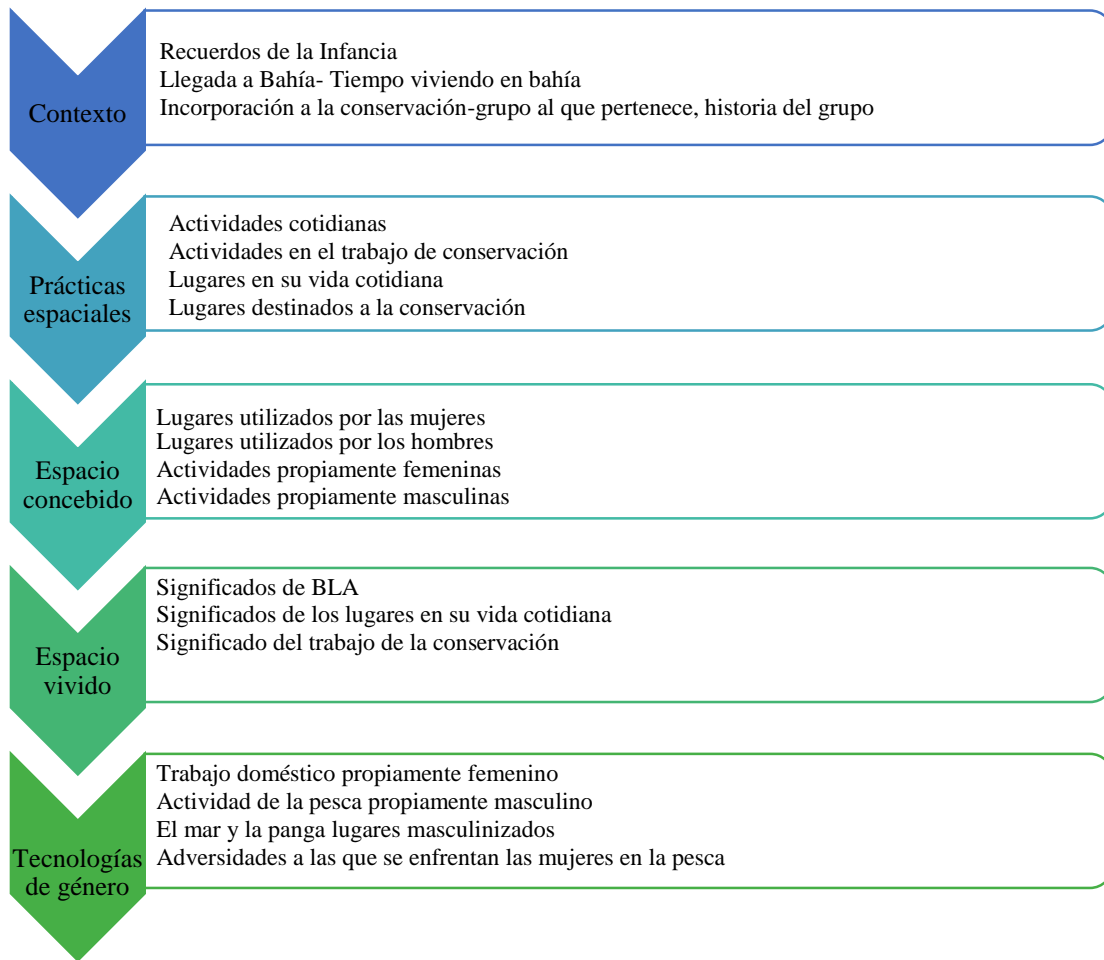 Contexto
Recuerdos de la Infancia
Llegada a Bahía- Tiempo viviendo en bahía
Incorporación a la conservación-grupo al que pertenece, historia del grupo
Prácticas
espaciales
Actividades cotidianas
Actividades en el trabajo de conservación
Lugares en su vida cotidiana
Lugares destinados a la conservación
Espacio
concebido
Lugares utilizados por las mujeres
Lugares utilizados por los hombres
Actividades propiamente femeninas
Actividades propiamente masculinas
Espacio
vivido
Significados de BLA
Significados de los lugares en su vida cotidiana
Significado del trabajo de la conservación
Tecnologías
de género
Trabajo doméstico propiamente femenino
Actividad de la pesca propiamente masculino
El mar y la panga lugares masculinizados
Adversidades a las que se enfrentan las mujeres en la pesca